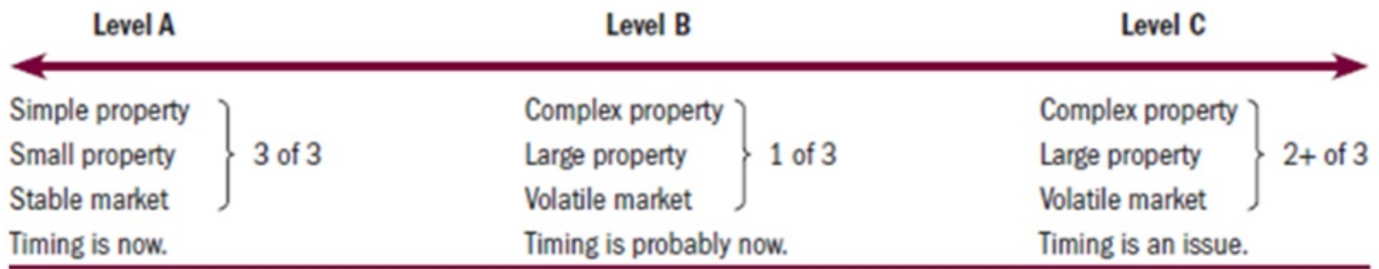 Level A Level B Level C
Simple property Complex property Complex property
Small property 3 of 3 Large property 1 of 3 Large property 2+ of 3
Stable market Volatile market Volatile market
Timing is now. Timing is probably now. Timing is an issue.